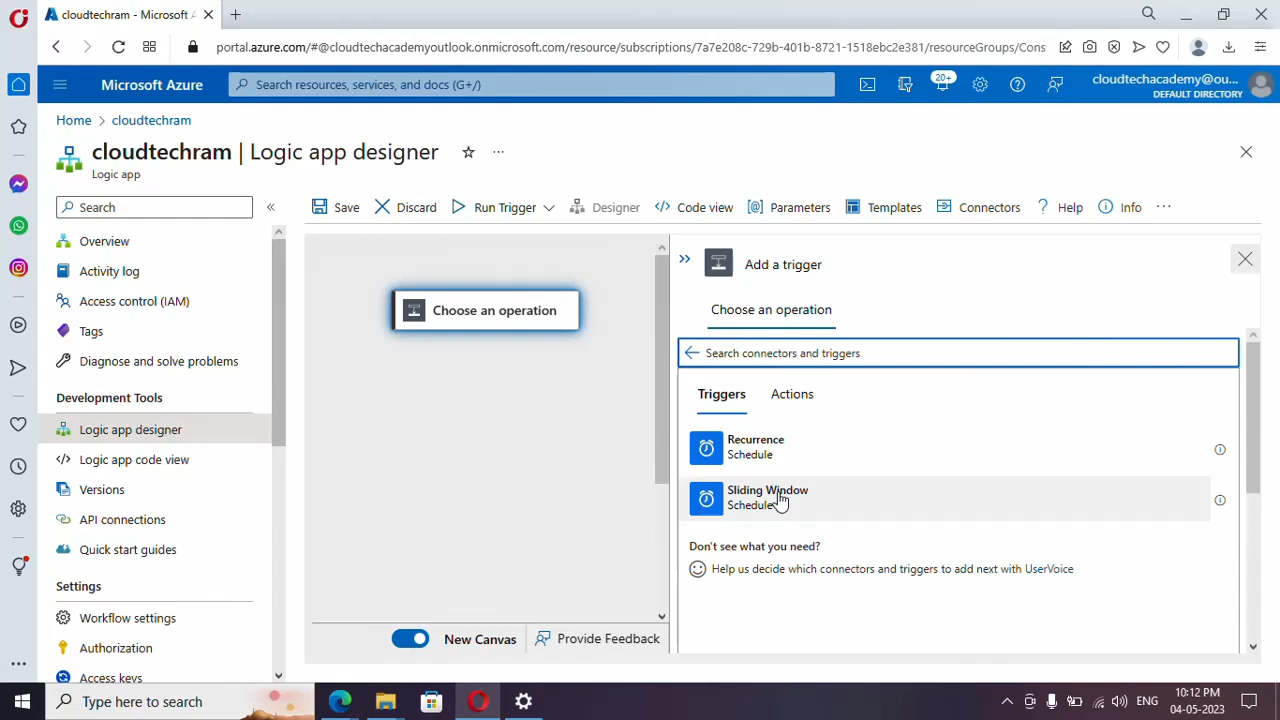 cloudtechram - Microsoft A
portal.azure.com/#@cloudtechacademyoutlook.onmicrosoft.com/resource/subscriptions/7a7e208c-729b-401b-8721-1518ebc2e381/resourceGroups/Cons
Microsoft Azure
Search resources, services, and docs (G+/)
20+
cloudtechacademy@ou...
DEFAULT DIRECTORY
Home > cloudtechram
cloudtechram | Logic app designer
Logic app
Search
Save
Discard
Run Trigger
Designer
Code view
Parameters
Templates
Connectors
Help
Info
Overview
Activity log
Access control (IAM)
Tags
Diagnose and solve problems
Development Tools
Logic app designer
Logic app code view
Versions
API connections
Quick start guides
Settings
Workflow settings
Authorization
Access keys
Choose an operation
New Canvas
Provide Feedback
Add a trigger
Choose an operation
Search connectors and triggers
Triggers
Actions
Recurrence
Schedule
Sliding Window
Schedule
Don't see what you need?
Help us decide which connectors and triggers to add next with UserVoice
Type here to search
ENG
10:12 PM
04-05-2023